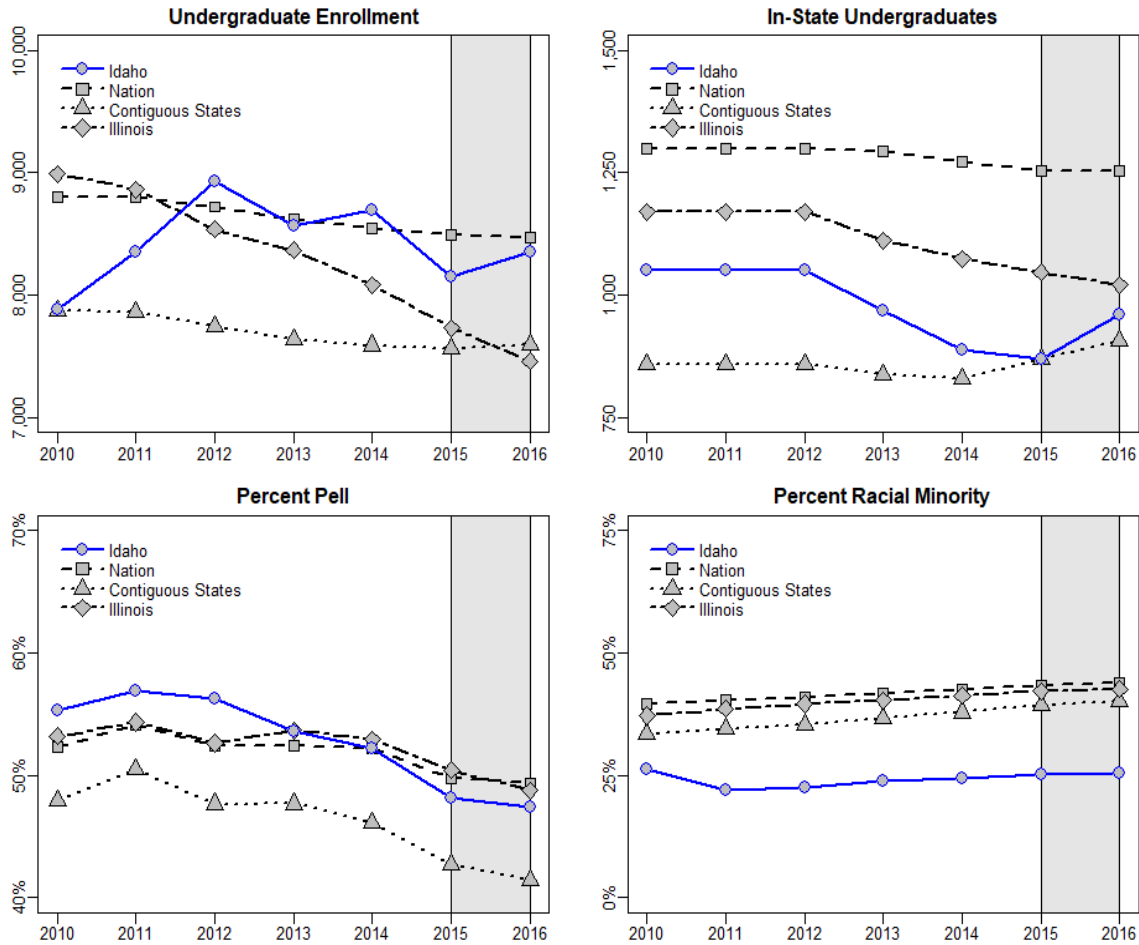 Undergraduate Enrollment
10,000
9,000
8,000
7,000
Idaho
Nation
Contiguous States
Illinois
2010 2011 2012 2013 2014 2015 2016
In-State Undergraduates
1,500
1,250
1,000
750
Idaho
Nation
Contiguous States
Illinois
2010 2011 2012 2013 2014 2015 2016
Percent Pell
70%
60%
50%
40%
Idaho
Nation
Contiguous States
Illinois
2010 2011 2012 2013 2014 2015 2016
Percent Racial Minority
75%
50%
25%
0%
Idaho
Nation
Contiguous States
Illinois
2010 2011 2012 2013 2014 2015 2016